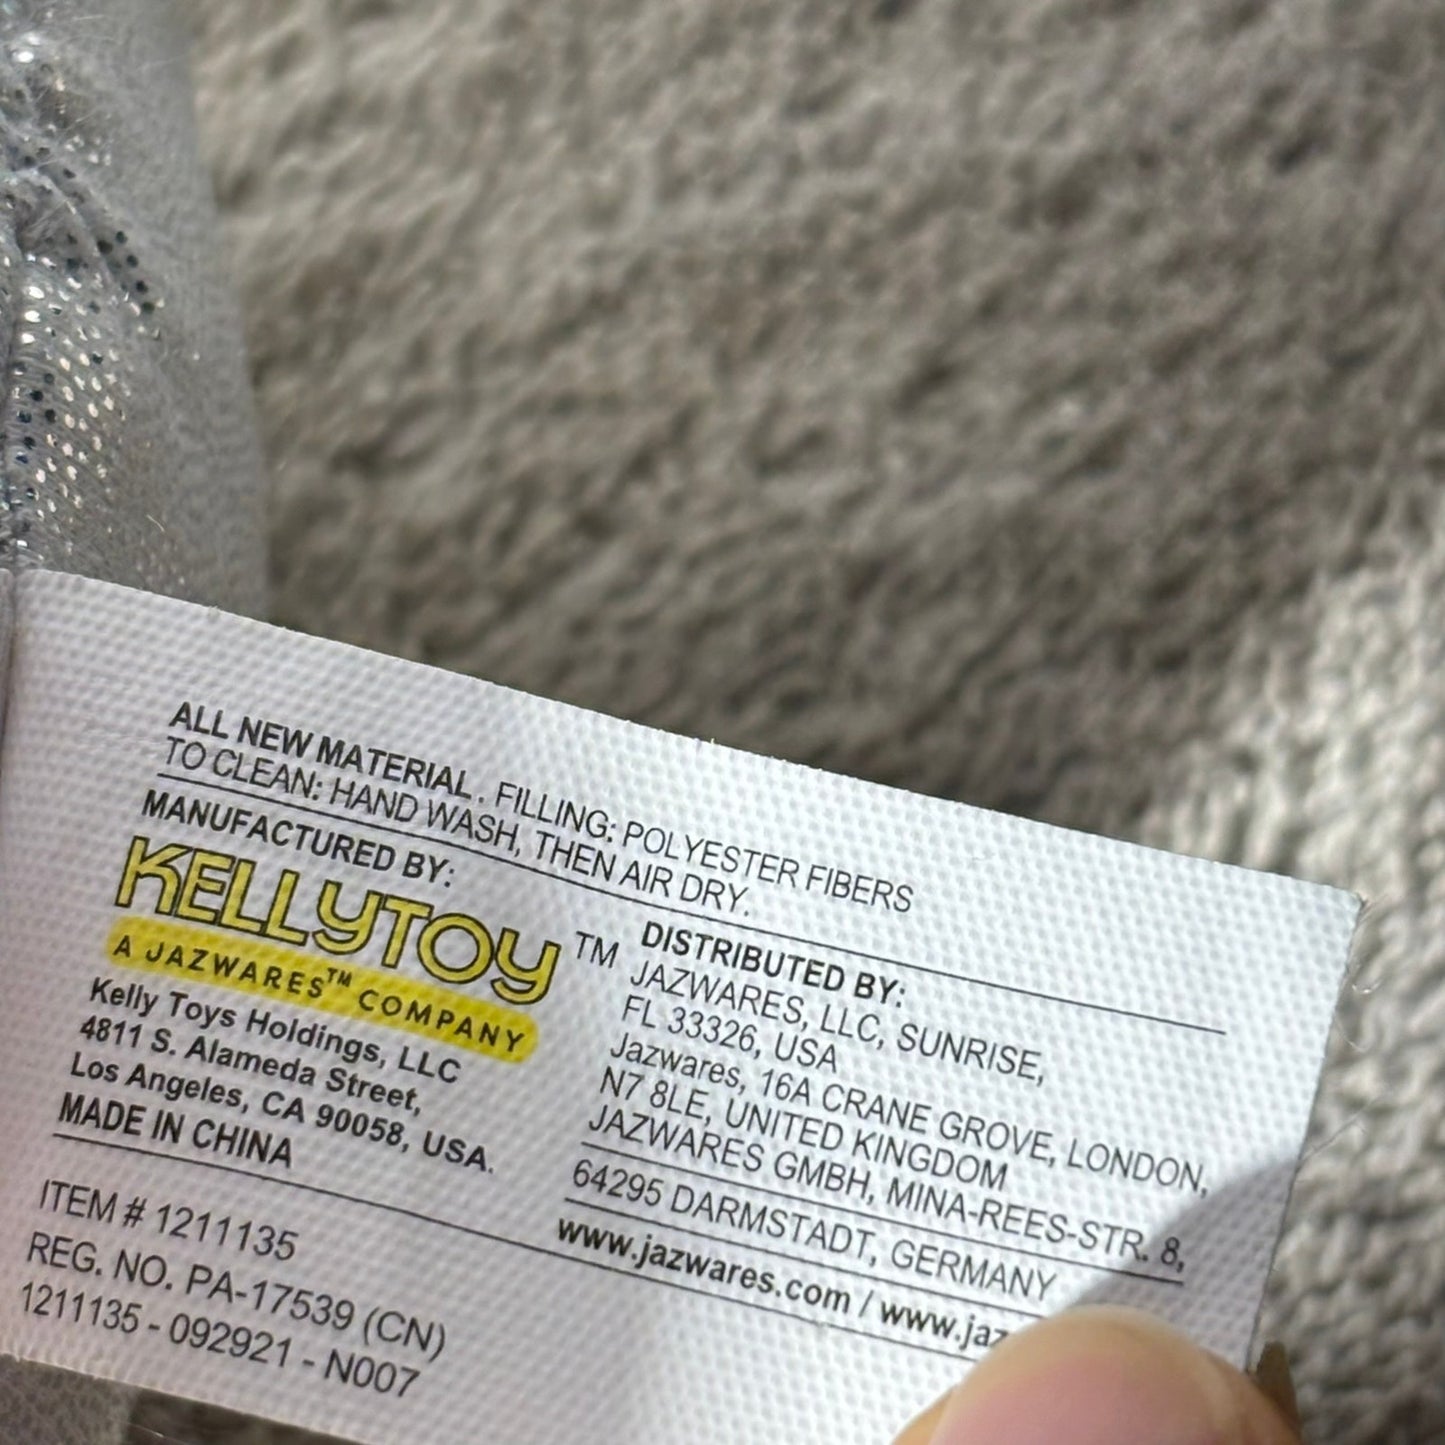 ALL NEW MATERIAL. FILLING: POLYESTER FIBERS
TO CLEAN: HAND WASH, THEN AIR DRY.
MANUFACTURED BY:
KELLYTOY TM
A JAZWARES™ COMPANY
Kelly Toys Holdings, LLC
4811 S. Alameda Street,
Los Angeles, CA 90058, USA.
MADE IN CHINA
DISTRIBUTED BY:
JAZWARES, LLC, SUNRISE,
FL 33326, USA
Jazwares, 16A CRANE GROVE, LONDON,
N7 8LE, UNITED KINGDOM
JAZWARES GMBH, MINA-REES-STR. 8,
64295 DARMSTADT, GERMANY
www.jazwares.com / www.jaz
ITEM # 1211135
REG. NO. PA-17539 (CN)
1211135 - 092921 - N007